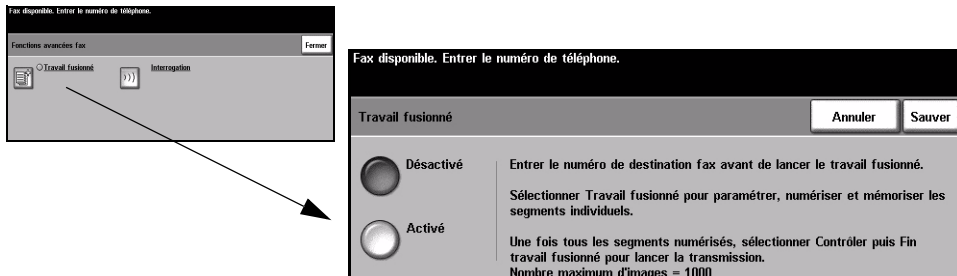 Fax disponible. Entrer le numéro de téléphone.
Fonctions avancées fax
Fermer
Travail fusionné
Interrogation
Fax disponible. Entrer le numéro de téléphone.
Travail fusionné
Annuler
Sauver
Désactivé
Entrer le numéro de destination fax avant de lancer le travail fusionné.
Sélectionner Travail fusionné pour paramétrer, numériser et mémoriser les
segments individuels.
Activé
Une fois tous les segments numérisés, sélectionner Contrôler puis Fin
travail fusionné pour lancer la transmission.
Nombre maximum d'images = 1000